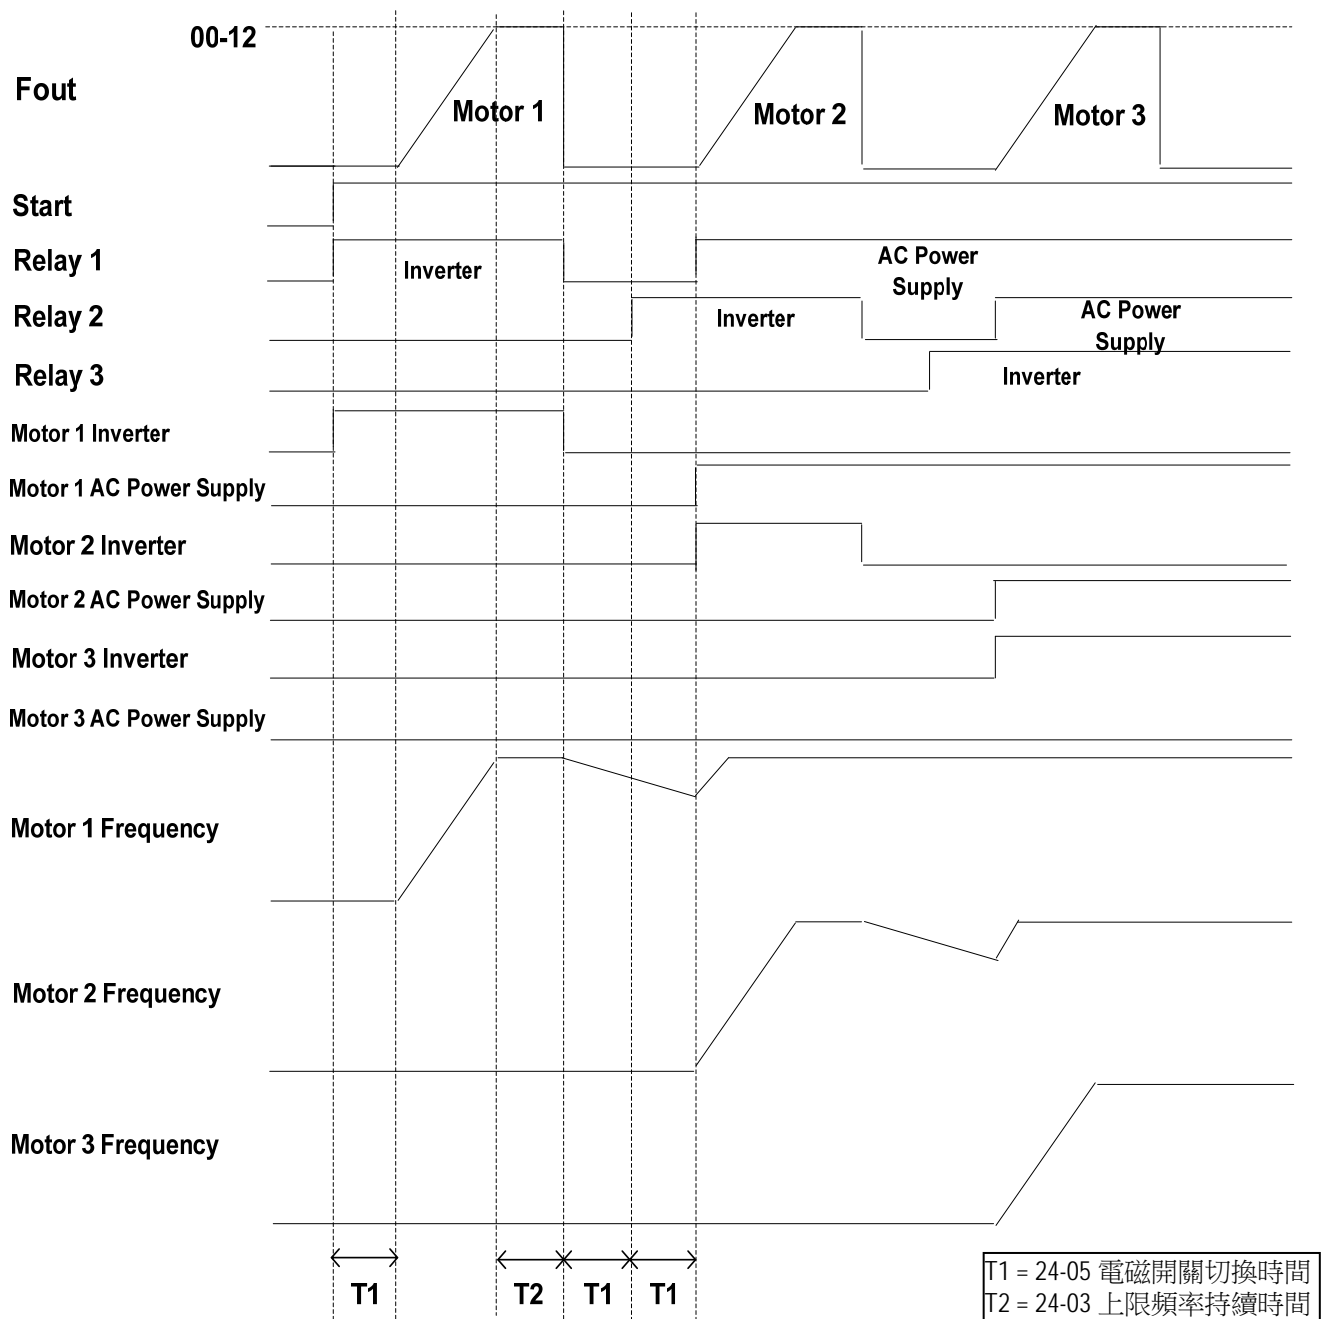 00-12
Fout
Motor 1
Motor 2
Motor 3
Start
Relay 1
Inverter
AC Power
Supply
Relay 2
Inverter
AC Power
Supply
Relay 3
Inverter
Motor 1 Inverter
Motor 1 AC Power Supply
Motor 2 Inverter
Motor 2 AC Power Supply
Motor 3 Inverter
Motor 3 AC Power Supply
Motor 1 Frequency
Motor 2 Frequency
Motor 3 Frequency
T1
T2
T1
T1
T1 = 24-05 電磁開關切換時間
T2 = 24-03 上限頻率持續時間